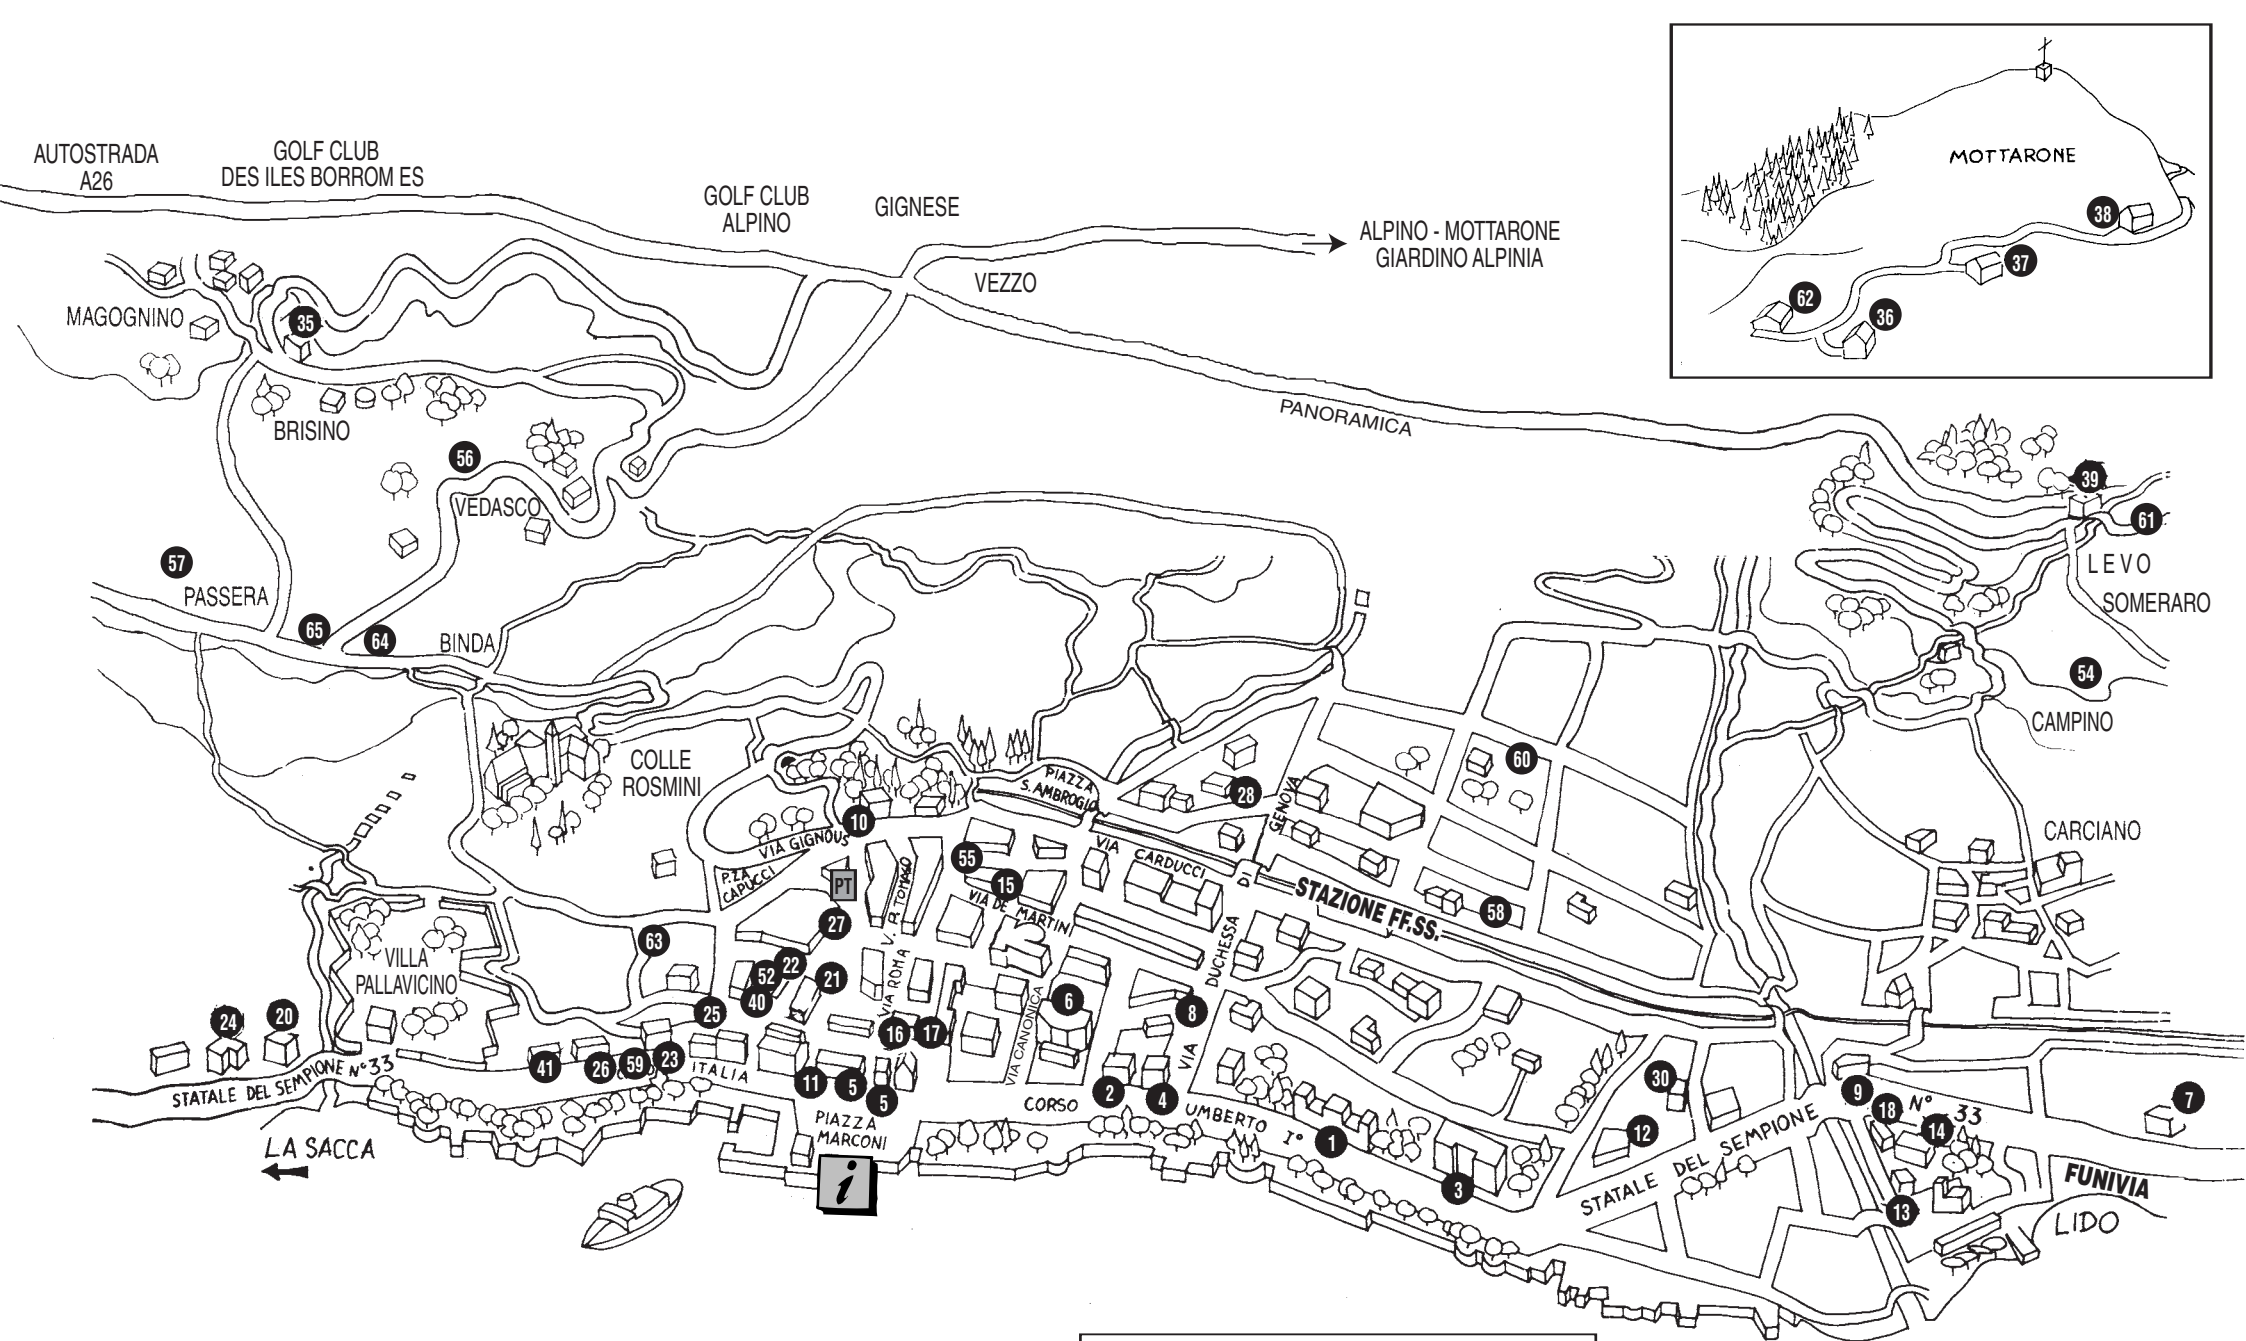 AUTOSTRADA
A26
GOLF CLUB
DES ILES BORROM ES
GOLF CLUB
ALPINO
GIGNESE
ALPINO - MOTTARONE
GIARDINO ALPINIA
VEZZO
MOTTARONE
38
37
62
36
MAGOGNINO
35
BRISINO
PANORAMICA
56
VEDASCO
39
61
LEVO
SOMERARO
57
PASSERA
65
64
BINDA
54
CAMPINO
COLLE
ROSMINI
PIAZZA
S. AMBROGIO
60
28
GENOVA
DI
DUCHESSA
VIA
10
VIA GIGNOUS
P.ZA
CAPUCCI
PT
V. P. TOMASO
55
15
VIA DE MARTINI
VIA CARDUCCI
STAZIONE FF.SS.
58
CARCIANO
27
63
VILLA
PALLAVICINO
52
22
21
40
25
VIA ROMA
16
17
VIA CANONICA
6
8
24
20
STATALE DEL SEMPIONE N° 33
41
26
59
23
ITALIA
11
5
5
2
4
CORSO UMBERTO I°
1
3
30
12
STATALE DEL SEMPIONE N° 33
9
18
14
7
13
PIAZZA
MARCONI
i
LA SACCA
FUNIVIA
LIDO